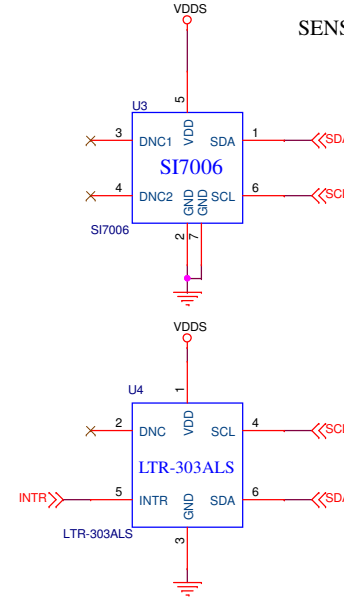 VDDS
SENS
U3
5
VDD
3 DNC1 SDA 1 SDA
SI7006
4 DNC2 SCL 6
GND
GND
SI7006
2
7
VDDS
U4
1
VDD
2 DNC SCL 4
LTR-303ALS
INTR 5 INTR SDA 6 SDA
GND
LTR-303ALS
3